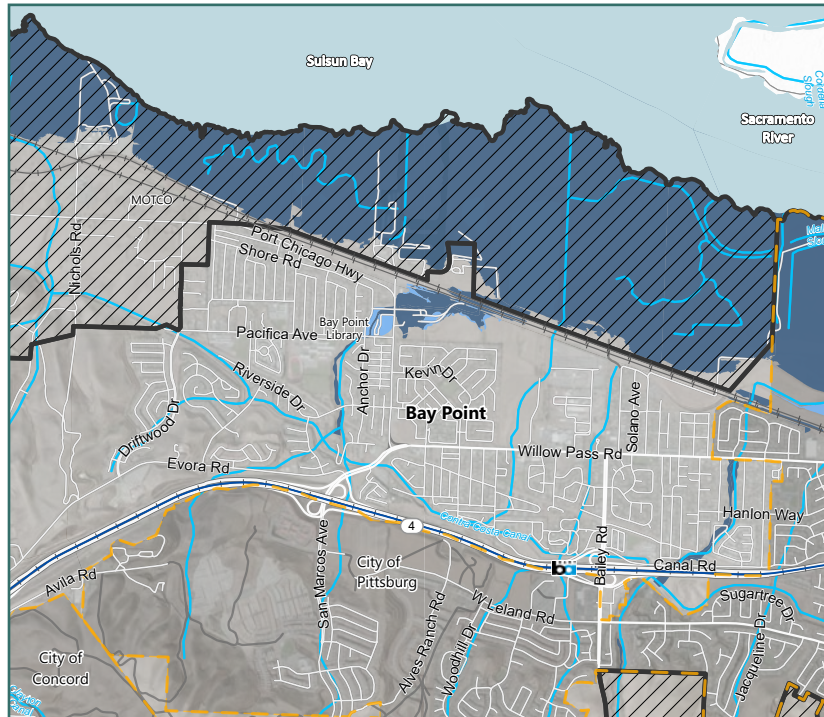 Suisun Bay
Cordelia
Slough
Sacramento
River
MOTCO
Nichols Rd
Port Chicago Hwy
Shore Rd
Bay Point
Library
Pacifica Ave
Anchor Dr
Kevin Dr
Riverside Dr
Bay Point
Solano Ave
Driftwood Dr
Willow Pass Rd
Evora Rd
Hanlon Way
4
Contra Costa Canal
Bailey Rd
Canal Rd
San Marcos Ave
City of
Pittsburg
Avila Rd
W Leland Rd
Sugartree Dr
Alves Ranch Rd
Woodhill Dr
Jacqueline Dr
City of
Concord
Canal